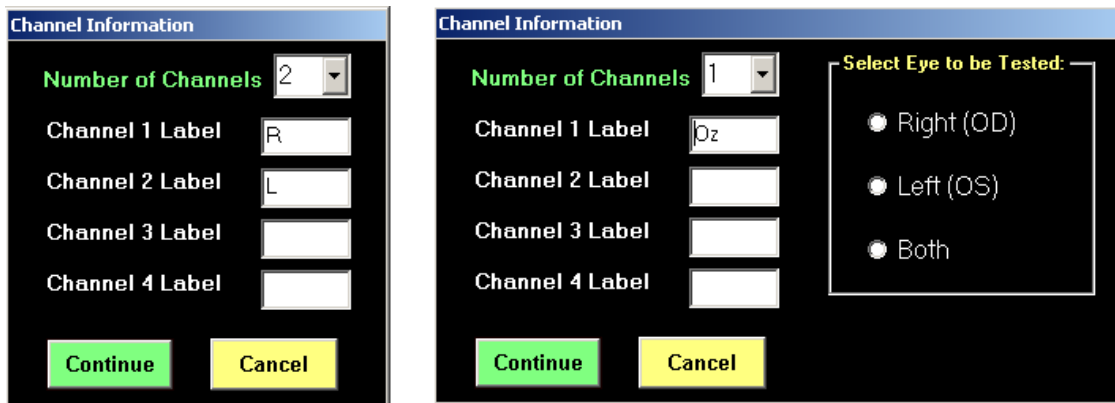 Channel Information
Number of Channels 2
Channel 1 Label R
Channel 2 Label L
Channel 3 Label
Channel 4 Label
Continue Cancel
Channel Information
Number of Channels 1
Channel 1 Label Oz
Channel 2 Label
Channel 3 Label
Channel 4 Label
Continue Cancel
Select Eye to be Tested:
Right (OD)
Left (OS)
Both